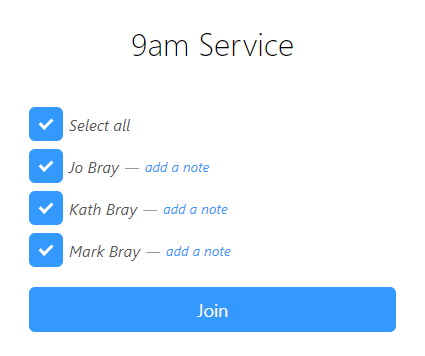 9am Service
Select all
Jo Bray — add a note
Kath Bray — add a note
Mark Bray — add a note
Join